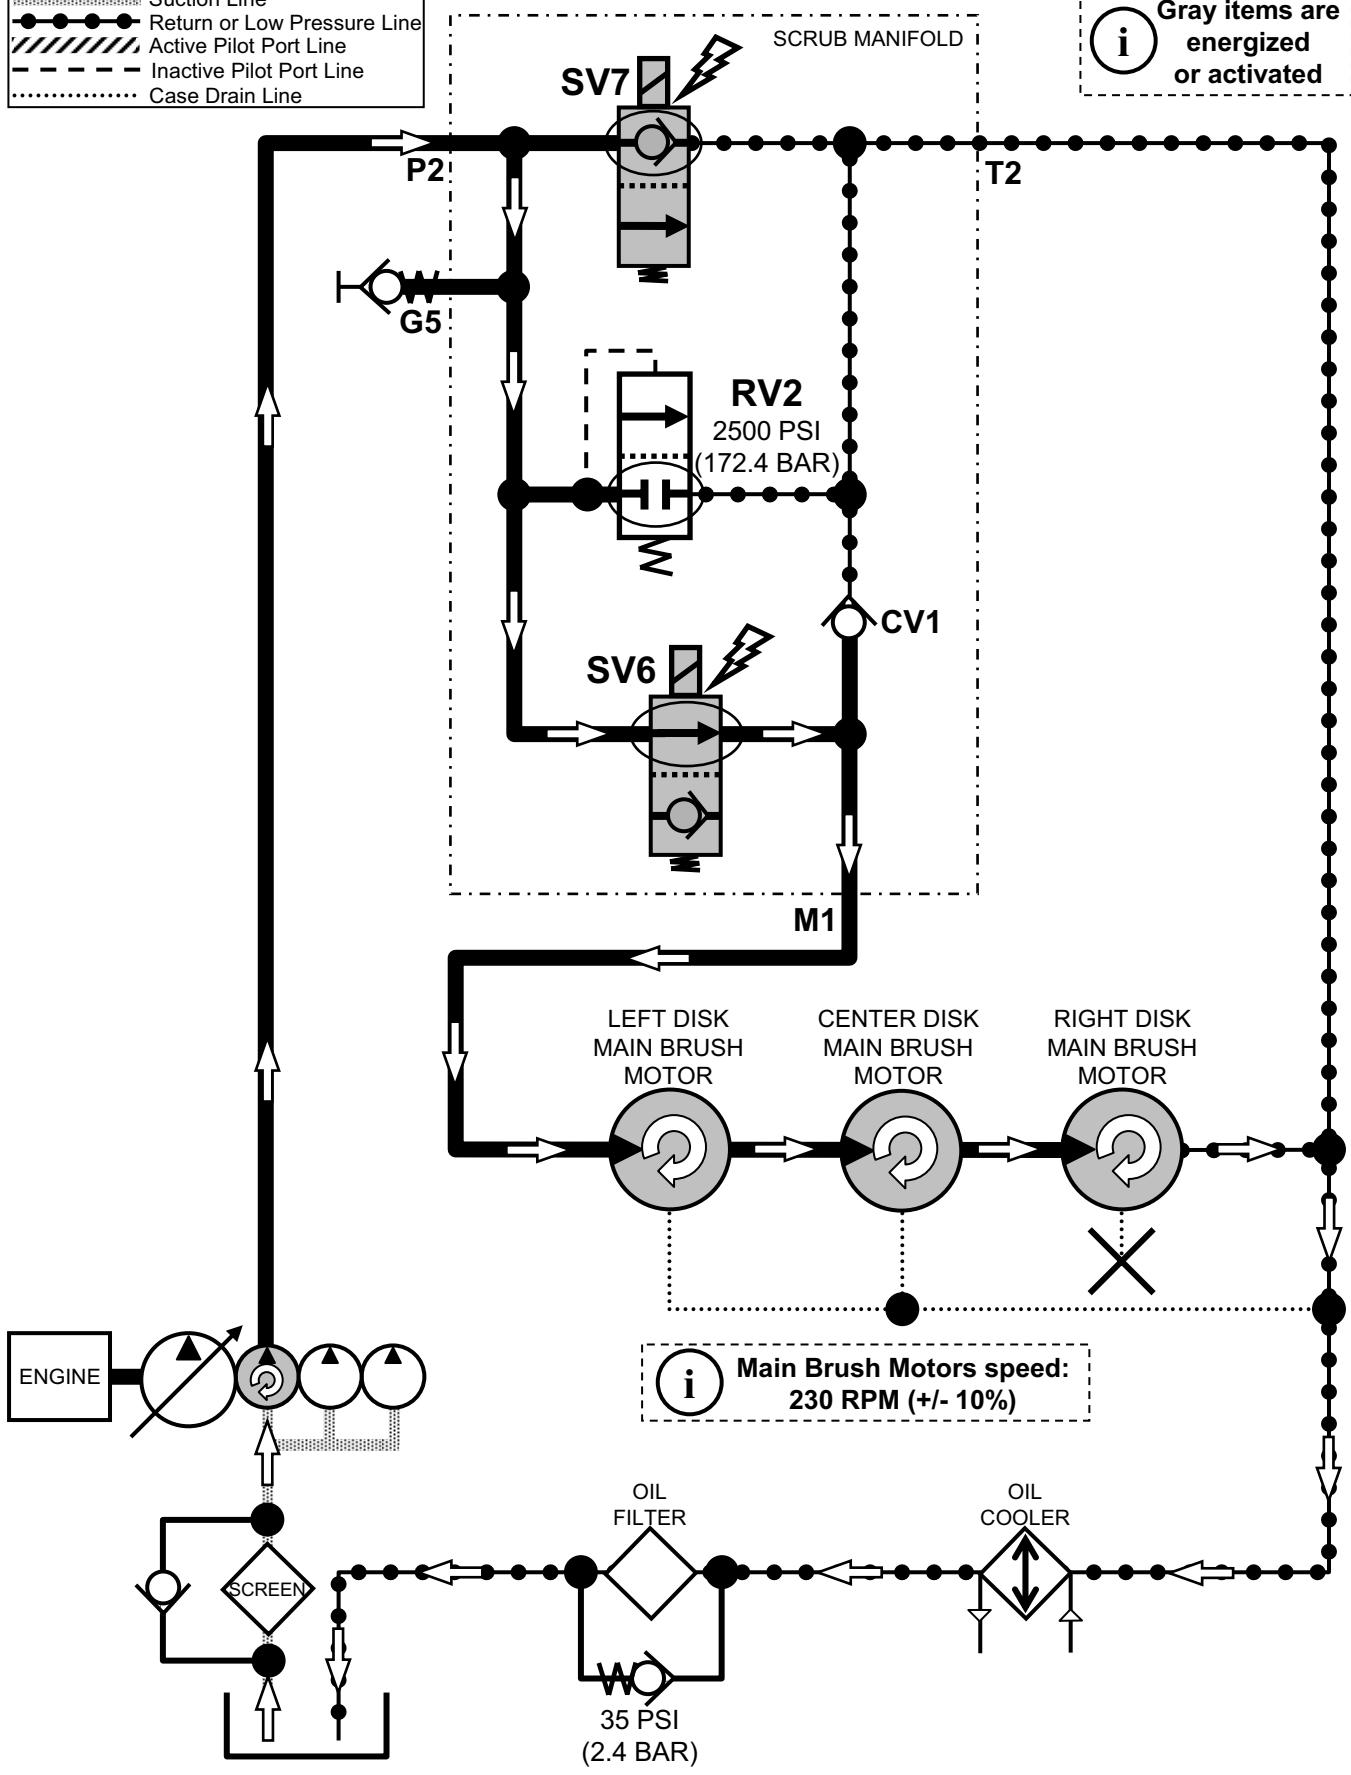 Suction Line
Return or Low Pressure Line
Active Pilot Port Line
Inactive Pilot Port Line
Case Drain Line
SCRUB MANIFOLD
i
Gray items are
energized
or activated
SV7
P2
T2
G5
RV2
2500 PSI
(172.4 BAR)
CV1
SV6
M1
LEFT DISK
MAIN BRUSH
MOTOR
CENTER DISK
MAIN BRUSH
MOTOR
RIGHT DISK
MAIN BRUSH
MOTOR
ENGINE
i
Main Brush Motors speed:
230 RPM (+/- 10%)
OIL
FILTER
OIL
COOLER
SCREEN
35 PSI
(2.4 BAR)